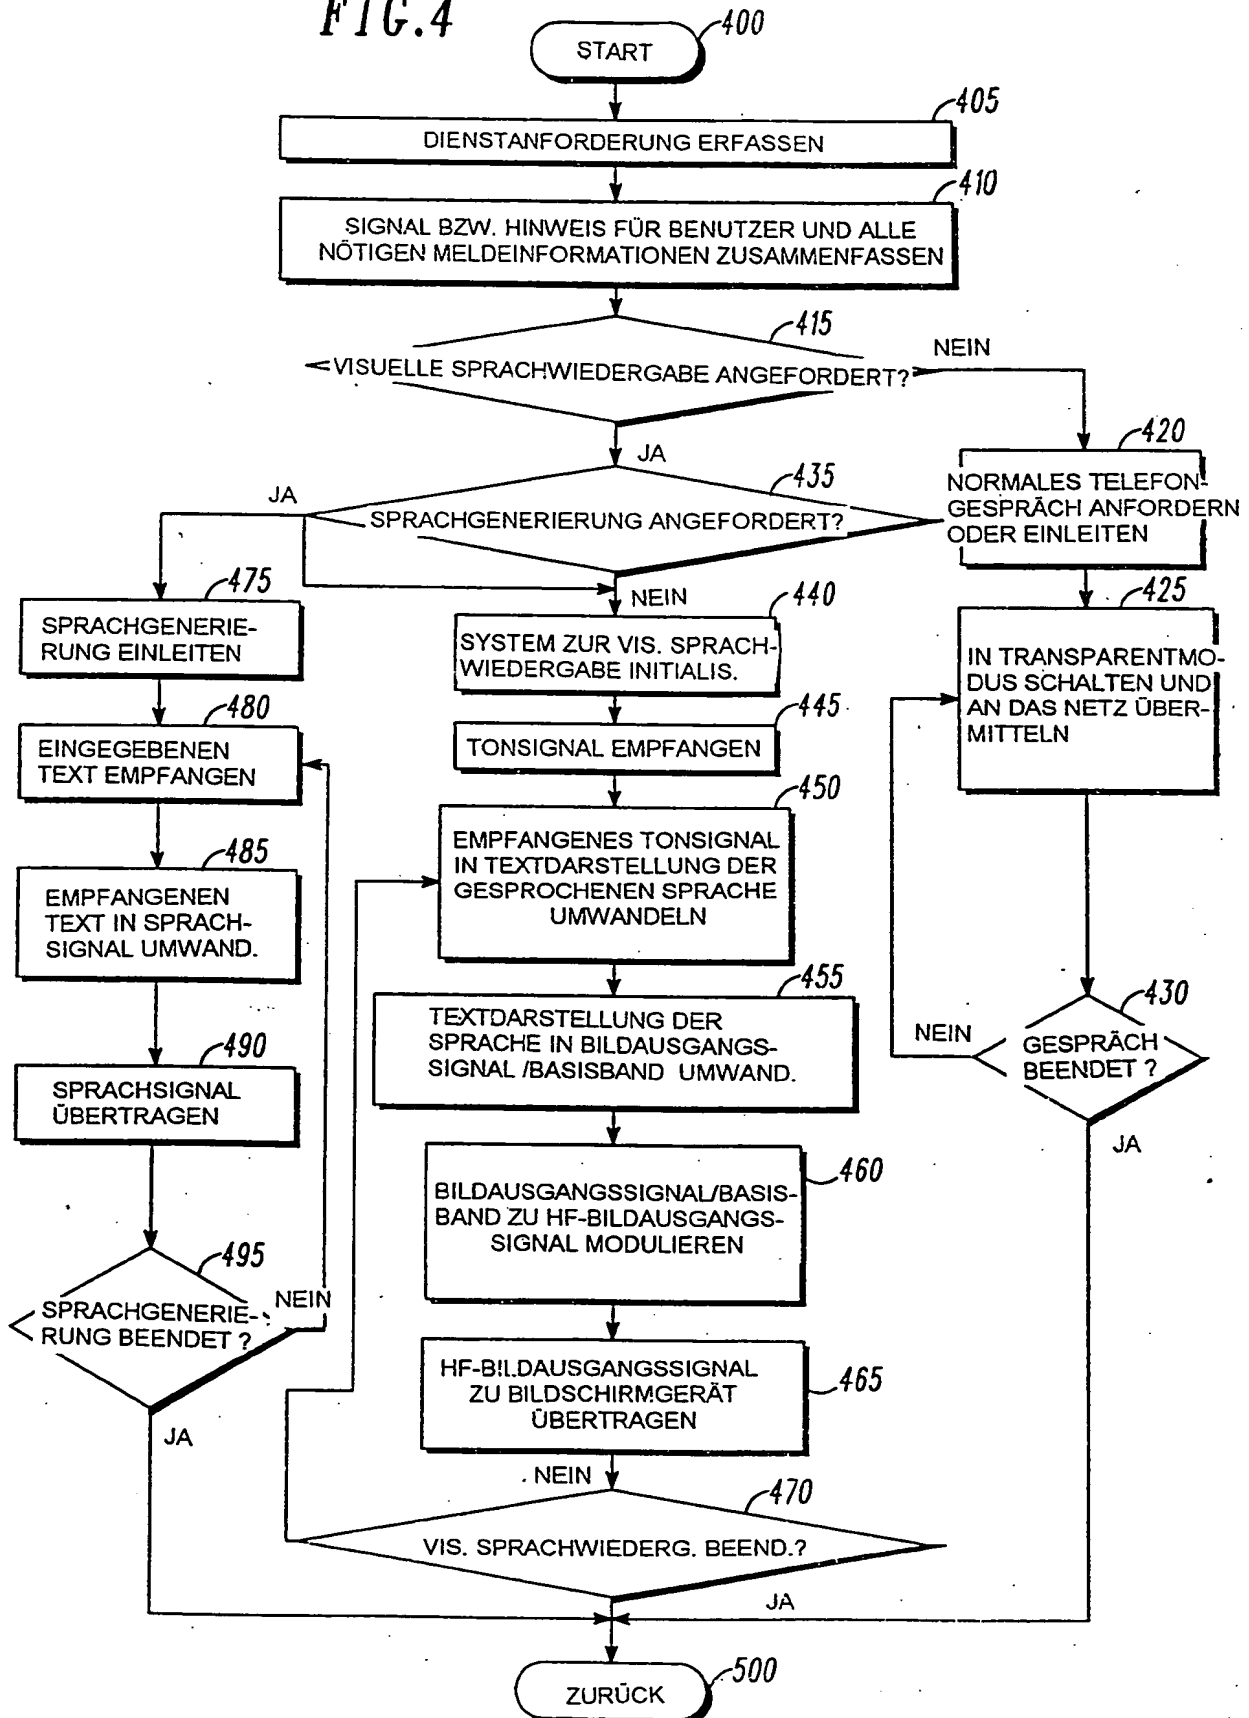 FIG.4
START
400
405
DIENSTANFORDERUNG ERFASSEN
410
SIGNAL BZW. HINWEIS FÜR BENUTZER UND ALLE
NÖTIGEN MELDEINFORMATIONEN ZUSAMMENFASSEN
415
VISUELLE SPRACHWIEDERGABE ANGEFORDERT?
NEIN
JA
420
NORMALES TELEFON-
GESPRÄCH ANFORDERN
ODER EINLEITEN
435
JA
SPRACHGENERIERUNG ANGEFORDERT?
NEIN
475
SPRACHGENERIE-
RUNG EINLEITEN
440
SYSTEM ZUR VIS. SPRACH-
WIEDERGABE INITIALIS.
425
IN TRANSPARENTMO-
DUS SCHALTEN UND
AN DAS NETZ ÜBER-
MITTELN
480
EINGEGEBENEN
TEXT EMPFANGEN
445
TONSIGNAL EMPFANGEN
450
EMPFANGENES TONSIGNAL
IN TEXTDARSTELLUNG DER
GESPROCHENEN SPRACHE
UMWANDELN
485
EMPFANGENEN
TEXT IN SPRACH-
SIGNAL UMWAND.
455
TEXTDARSTELLUNG DER
SPRACHE IN BILDAUSGANGS-
SIGNAL /BASISBAND UMWAND.
430
NEIN
GESPRÄCH
BEENDET ?
JA
490
SPRACHSIGNAL
ÜBERTRAGEN
460
BILDAUSGANGSSIGNAL/BASIS-
BAND ZU HF-BILDAUSGANGS-
SIGNAL MODULIEREN
495
NEIN
SPRACHGENERIE-
RUNG BEENDET ?
JA
465
HF-BILDAUSGANGSSIGNAL
ZU BILDSCHIRMGERÄT
ÜBERTRAGEN
NEIN
470
VIS. SPRACHWIEDERG. BEEND.?
JA
500
ZURÜCK